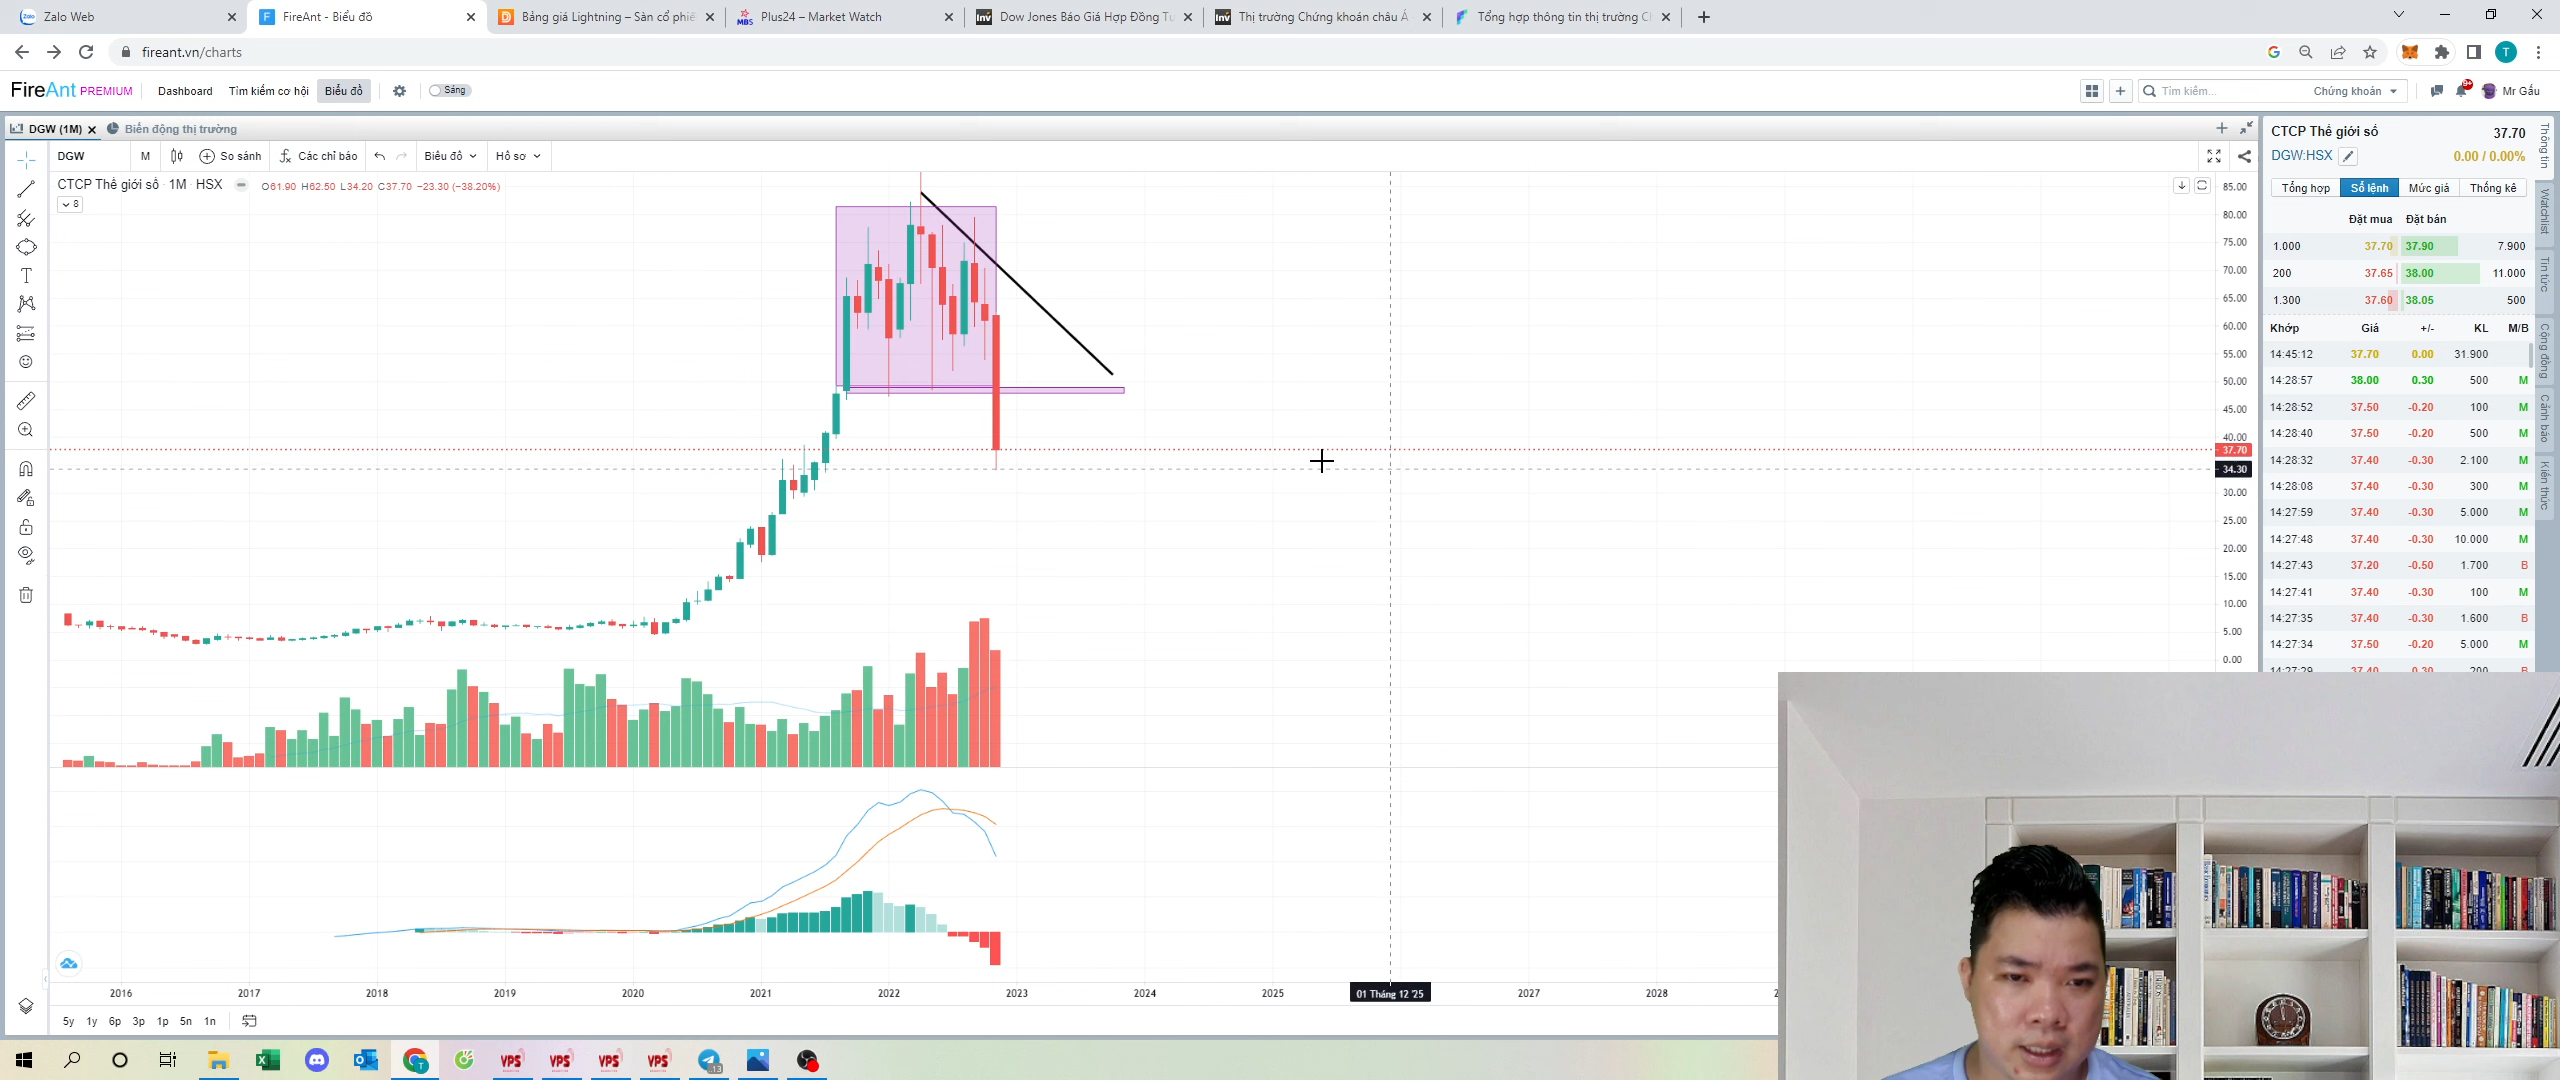 Zalo Web
FireAnt - Biểu đồ
Bảng giá Lightning – Sàn cổ phiế
Plus24 – Market Watch
Dow Jones Báo Giá Hợp Đồng Tư
Thị trường Chứng khoán châu Á
Tổng hợp thông tin thị trường C
fireant.vn/charts
T
FireAnt PREMIUM
Dashboard
Tìm kiếm cơ hội
Biểu đồ
Sáng
Tìm kiếm...
Chứng khoán
9+
Mr Gấu
DGW (1M)
Biến động thị trường
DGW
M
So sánh
Các chỉ báo
Biểu đồ
Hồ sơ
CTCP Thế giới số · 1M · HSX
O61.90 H62.50 L34.20 C37.70 −23.30 (−38.20%)
8
85.00
80.00
75.00
70.00
65.00
60.00
55.00
50.00
45.00
40.00
37.70
34.30
30.00
25.00
20.00
15.00
10.00
5.00
0.00
2016
2017
2018
2019
2020
2021
2022
2023
2024
2025
01 Tháng 12 '25
2027
2028
5y 1y 6p 3p 1p 5n 1n
CTCP Thế giới số
37.70
DGW:HSX
0.00 / 0.00%
Tổng hợp
Sổ lệnh
Mức giá
Thống kê
Đặt mua Đặt bán
1.000 37.70 37.90 7.900
200 37.65 38.00 11.000
1.300 37.60 38.05 500
Khớp Giá +/- KL M/B
14:45:12 37.70 0.00 31.900
14:28:57 38.00 0.30 500 M
14:28:52 37.50 -0.20 100 M
14:28:40 37.50 -0.20 500 M
14:28:32 37.40 -0.30 2.100 M
14:28:08 37.40 -0.30 300 M
14:27:59 37.40 -0.30 5.000 M
14:27:48 37.40 -0.30 10.000 M
14:27:43 37.20 -0.50 1.700 B
14:27:41 37.40 -0.30 100 M
14:27:35 37.40 -0.30 1.600 B
14:27:34 37.50 -0.20 5.000 M
14:27:29 37.40 0.30 200 B
Thông tin
Watchlist
Tin tức
Cộng đồng
Cảnh báo
Kiến thức
VPS
VPS
VPS
VPS
13